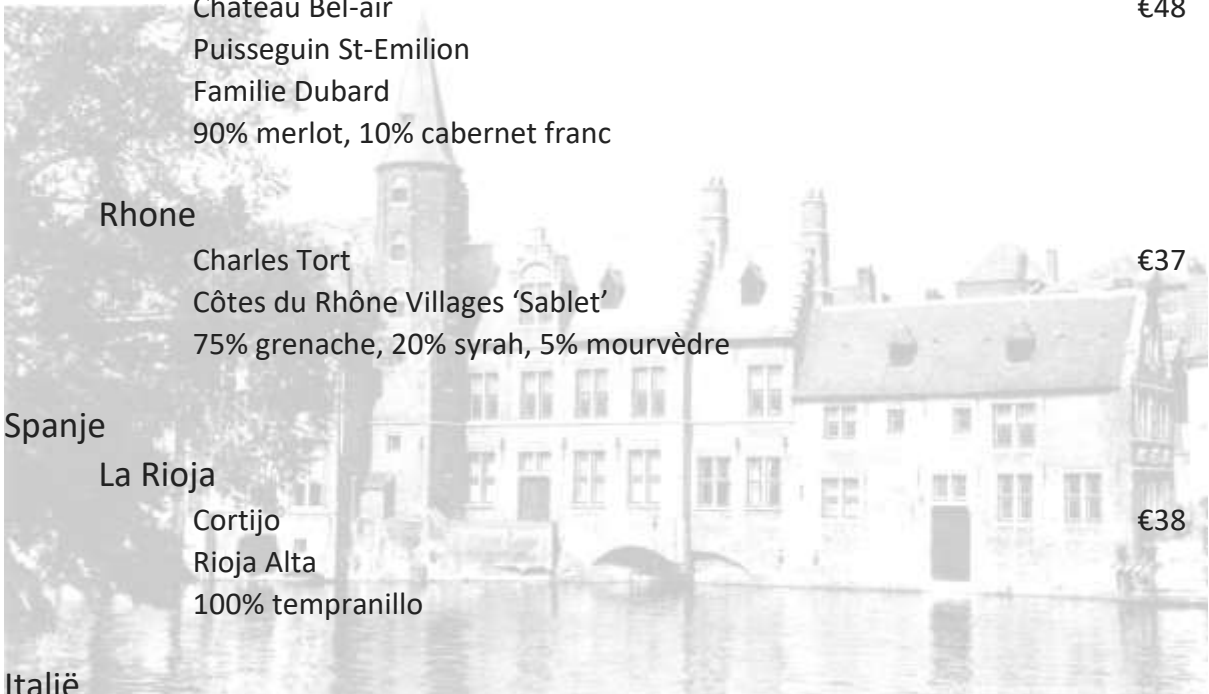 Chateau Bel-air €48
Puisseguin St-Emilion
Familie Dubard
90% merlot, 10% cabernet franc
Rhone
Charles Tort €37
Côtes du Rhône Villages ‘Sablet’
75% grenache, 20% syrah, 5% mourvèdre
Spanje
La Rioja
Cortijo €38
Rioja Alta
100% tempranillo
Italië